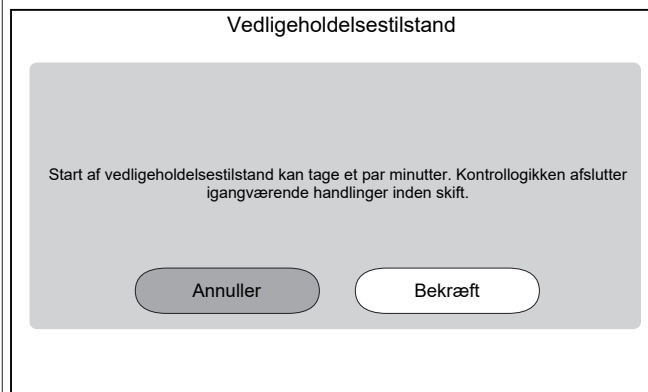 Vedligeholdelsestilstand
Start af vedligeholdelsestilstand kan tage et par minutter. Kontrollogikken afslutter
igangværende handlinger inden skift.
Annuller
Bekræft